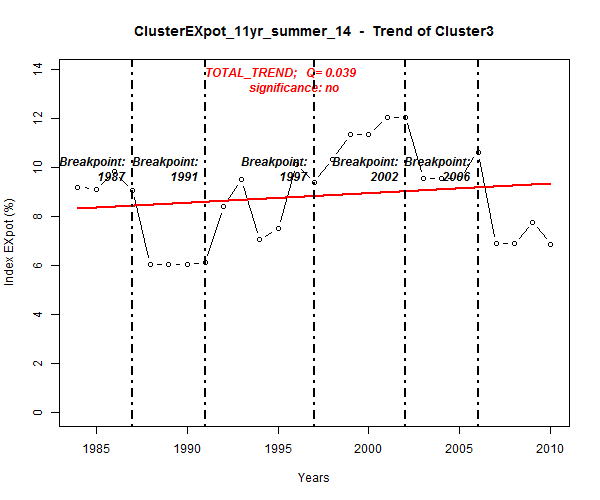 ClusterEXpot_11yr_summer_14 - Trend of Cluster3
TOTAL_TREND; Q= 0.039
significance: no
Breakpoint: 1987
Breakpoint: 1991
Breakpoint: 1997
Breakpoint: 2002
Breakpoint: 2006
Index EXpot (%)
14
12
10
8
6
4
2
0
1985 1990 1995 2000 2005 2010
Years